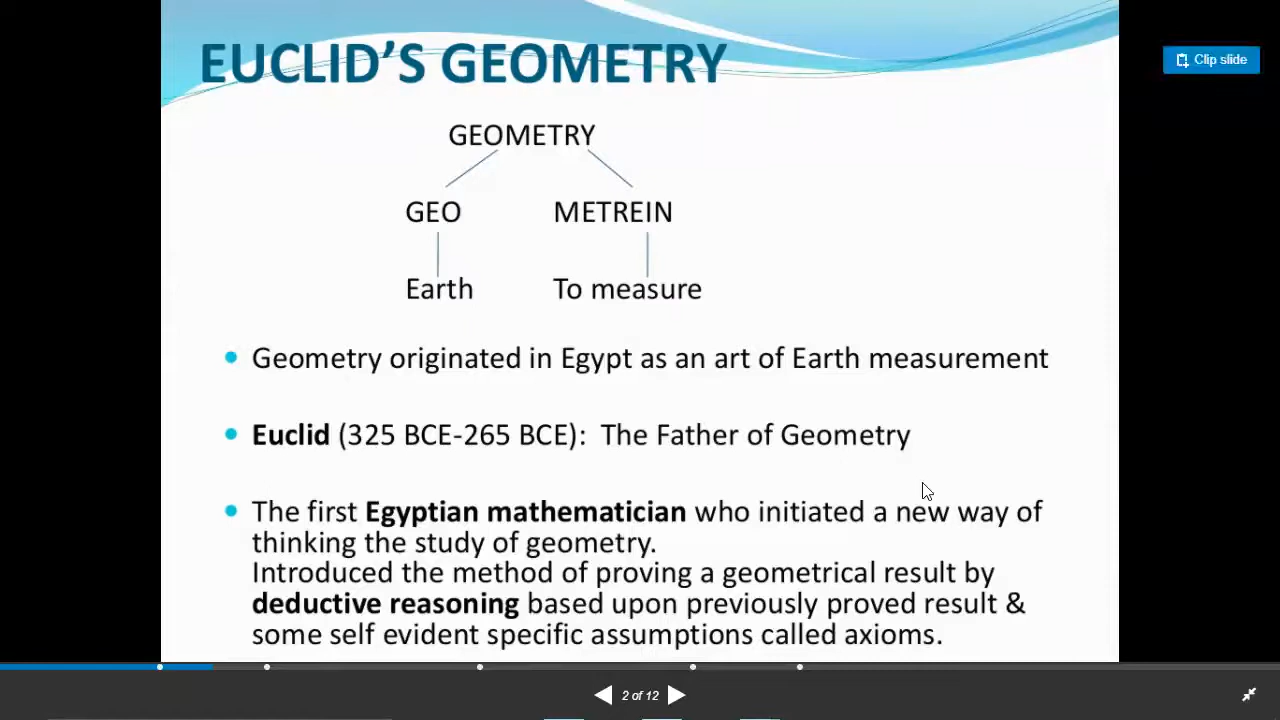 EUCLID'S GEOMETRY
Clip slide
GEOMETRY
GEO METREIN
Earth To measure
• Geometry originated in Egypt as an art of Earth measurement
• Euclid (325 BCE-265 BCE): The Father of Geometry
• The first Egyptian mathematician who initiated a new way of
thinking the study of geometry.
Introduced the method of proving a geometrical result by
deductive reasoning based upon previously proved result &
some self evident specific assumptions called axioms.
2 of 12